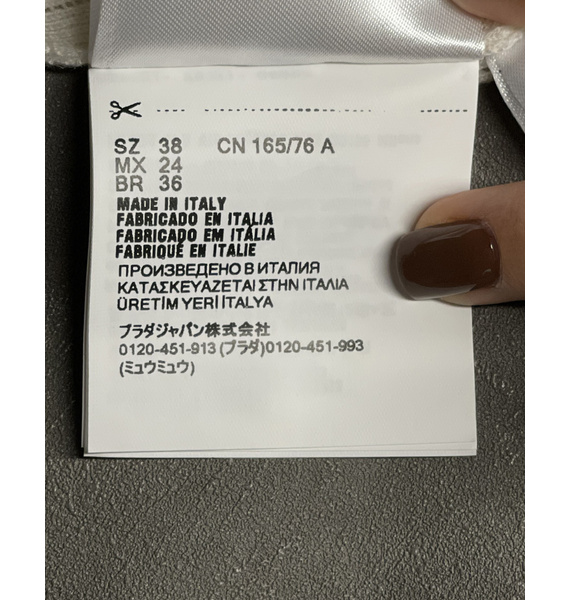 SZ 38 CN 165/76 A
MX 24
BR 36
MADE IN ITALY
FABRICADO EN ITALIA
FABRICADO EM ITÁLIA
FABRIQUÉ EN ITALIE
ПРОИЗВЕДЕНО В ИТАЛИЯ
ΚΑΤΑΣΚΕΥΑΖΕΤΑΙ ΣΤΗΝ ΙΤΑΛΙΑ
ÜRETİM YERİ İTALYA
プラダジャパン株式会社
0120-451-913 (プラダ)0120-451-993
(ミュウミュウ)